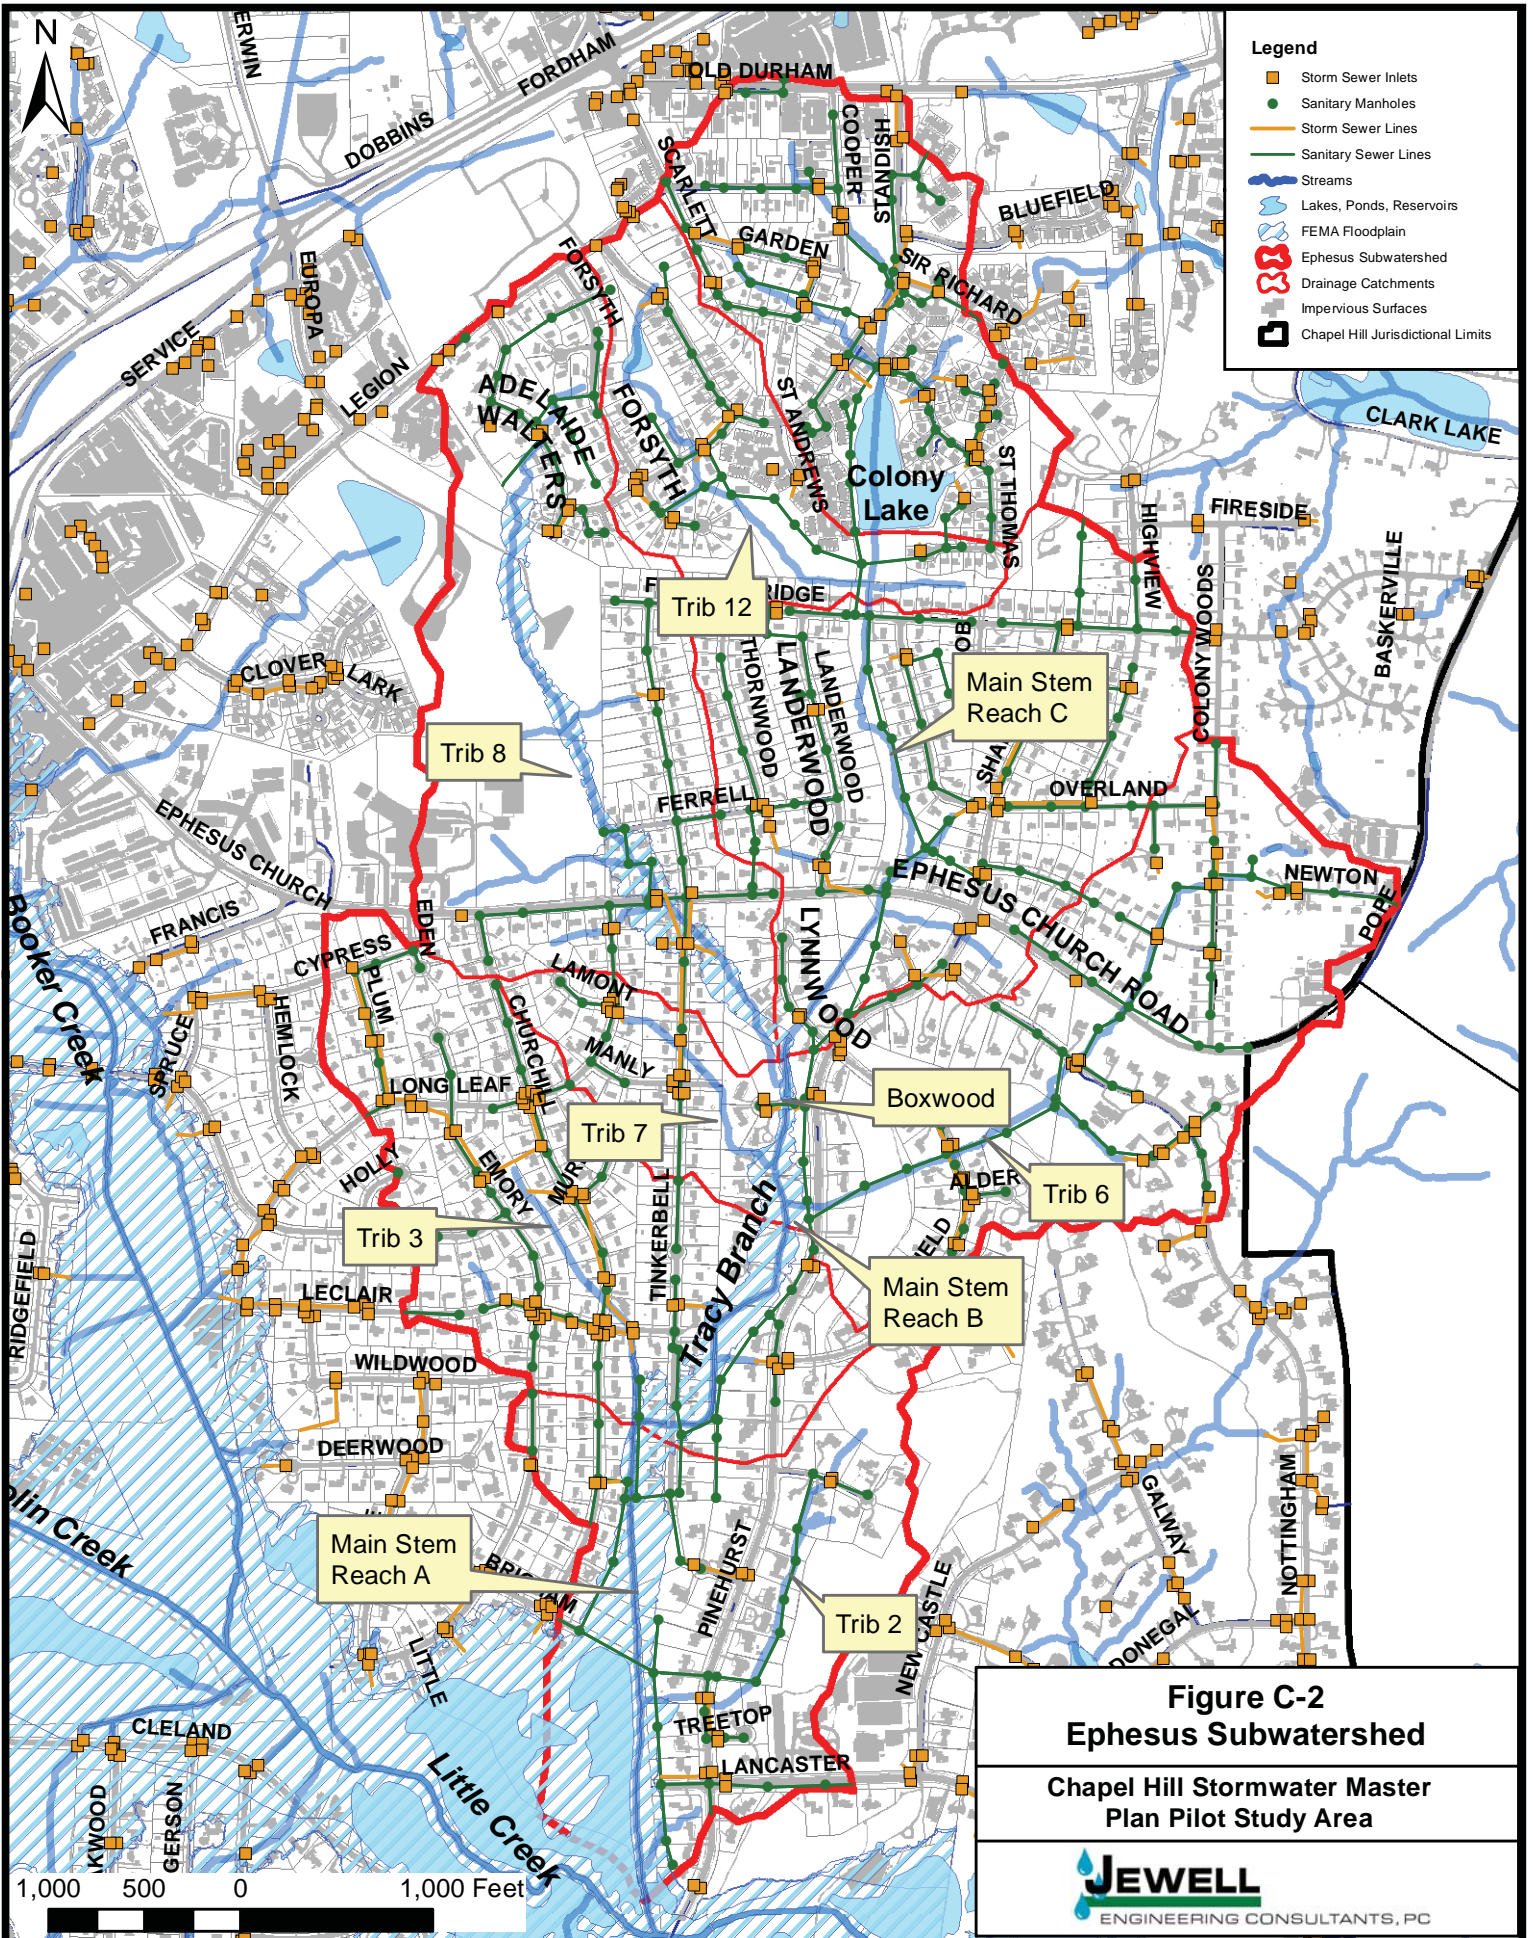 N
ERWIN
FORDHAM
OLD DURHAM
DOBBINS
SCARLETT
COOPER
STANDISH
BLUEFIELD
GARDEN
SIR RICHARD
FORSYTH
EUROPA
SERVICE
LEGION
ADELAIDE
WALTERS
FORSYTH
ST ANDREWS
Colony
Lake
ST THOMAS
CLARK LAKE
HIGHVIEW
FIRESIDE
BASKERVILLE
COLONY WOODS
Trib 12
RIDGE
CLOVER
LARK
THORNWOOD
LANDERWOOD
LANDERWOOD
Main Stem
Reach C
Trib 8
FERRELL
OVERLAND
EPHESUS CHURCH
EPHESUS CHURCH ROAD
NEWTON
POPE
FRANCIS
EDEN
CYPRESS
PLUM
HEMLOCK
SPRUCE
Booker Creek
LAMONT
CHURCHILL
MANLY
LYNNWOOD
LONG LEAF
Boxwood
Trib 7
HOLLY
EMORY
ALDER
Trib 6
Trib 3
TINKERBELL
Tracy Branch
Main Stem
Reach B
RIDGEFIELD
LECLAIR
WILDWOOD
DEERWOOD
GALWAY
NOTTINGHAM
Main Stem
Reach A
PINEHURST
Trib 2
NEW CASTLE
DONEGAL
LITTLE
TREETOP
LANCASTER
CLELAND
Little Creek
1,000 500 0 1,000 Feet
Legend
Storm Sewer Inlets
Sanitary Manholes
Storm Sewer Lines
Sanitary Sewer Lines
Streams
Lakes, Ponds, Reservoirs
FEMA Floodplain
Ephesus Subwatershed
Drainage Catchments
Impervious Surfaces
Chapel Hill Jurisdictional Limits
Figure C-2
Ephesus Subwatershed
Chapel Hill Stormwater Master
Plan Pilot Study Area
JEWELL
ENGINEERING CONSULTANTS, PC